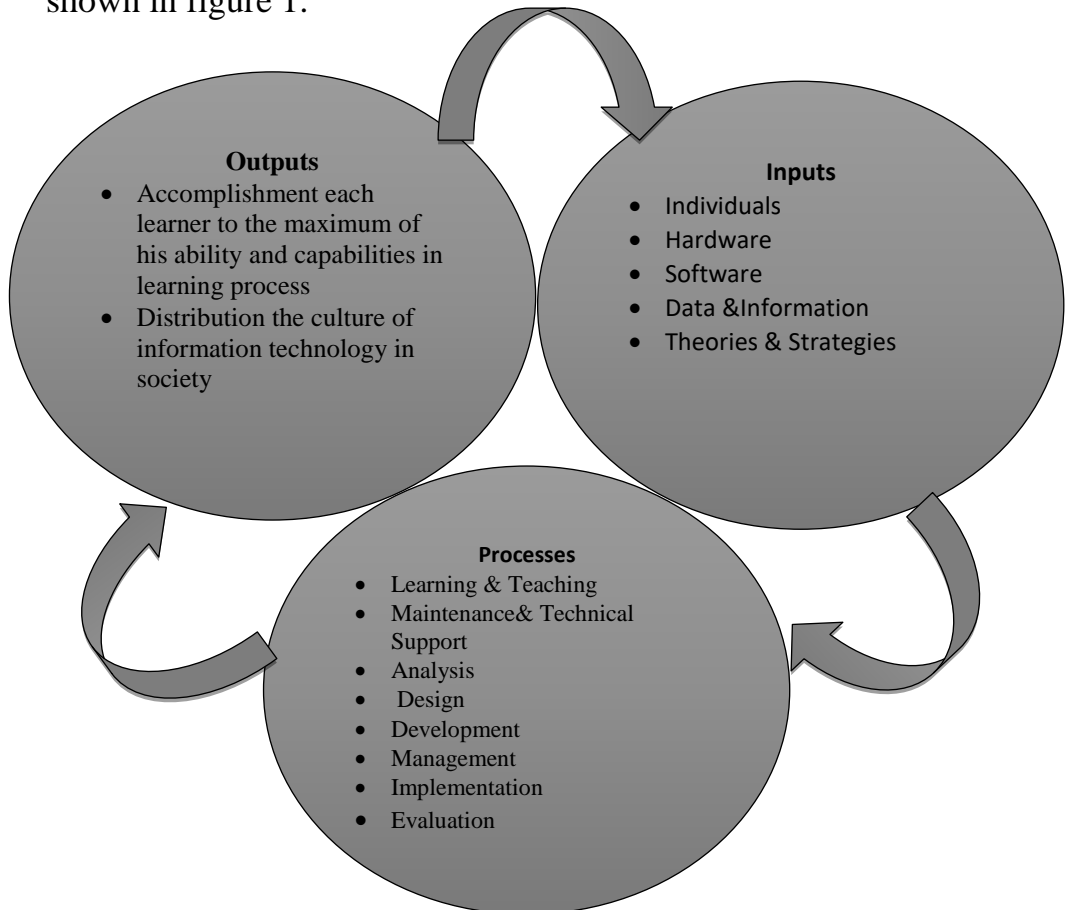 shown in figure 1.
Outputs
• Accomplishment each
learner to the maximum of
his ability and capabilities in
learning process
• Distribution the culture of
information technology in
society
Inputs
• Individuals
• Hardware
• Software
• Data &Information
• Theories & Strategies
Processes
• Learning & Teaching
• Maintenance& Technical
Support
• Analysis
• Design
• Development
• Management
• Implementation
• Evaluation